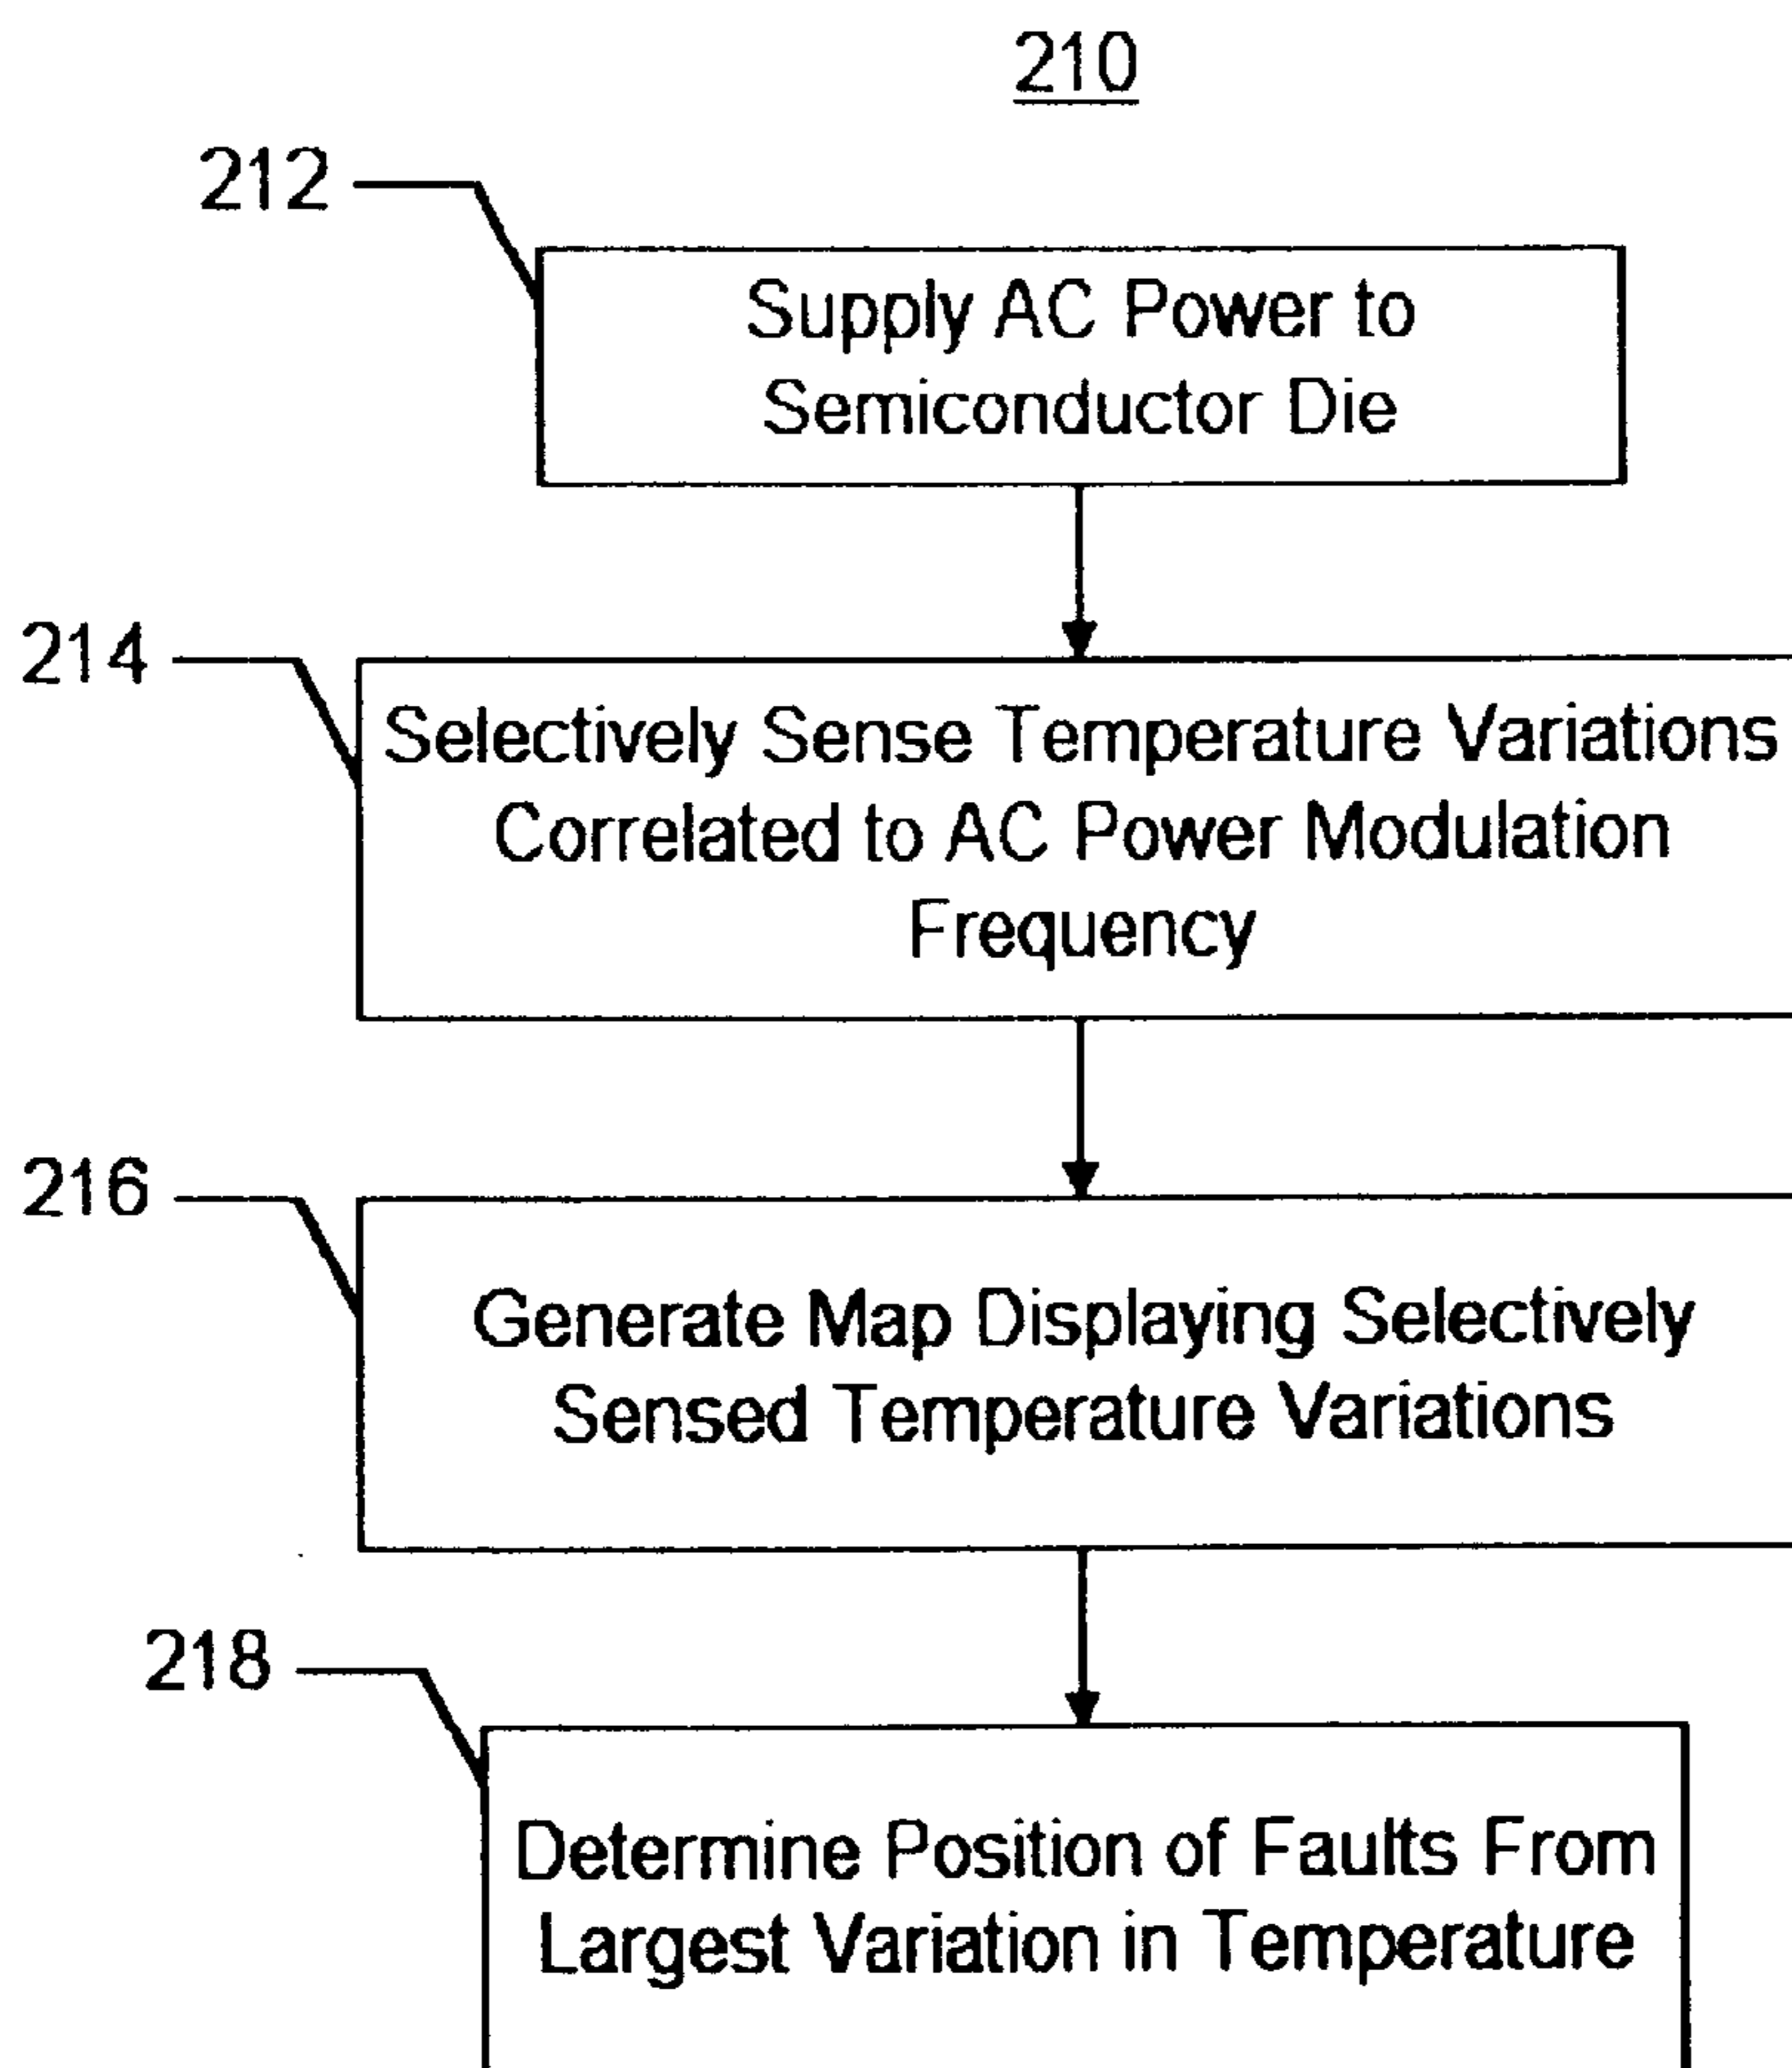 210
212
Supply AC Power to
Semiconductor Die
214
Selectively Sense Temperature Variations
Correlated to AC Power Modulation
Frequency
216
Generate Map Displaying Selectively
Sensed Temperature Variations
218
Determine Position of Faults From
Largest Variation in Temperature